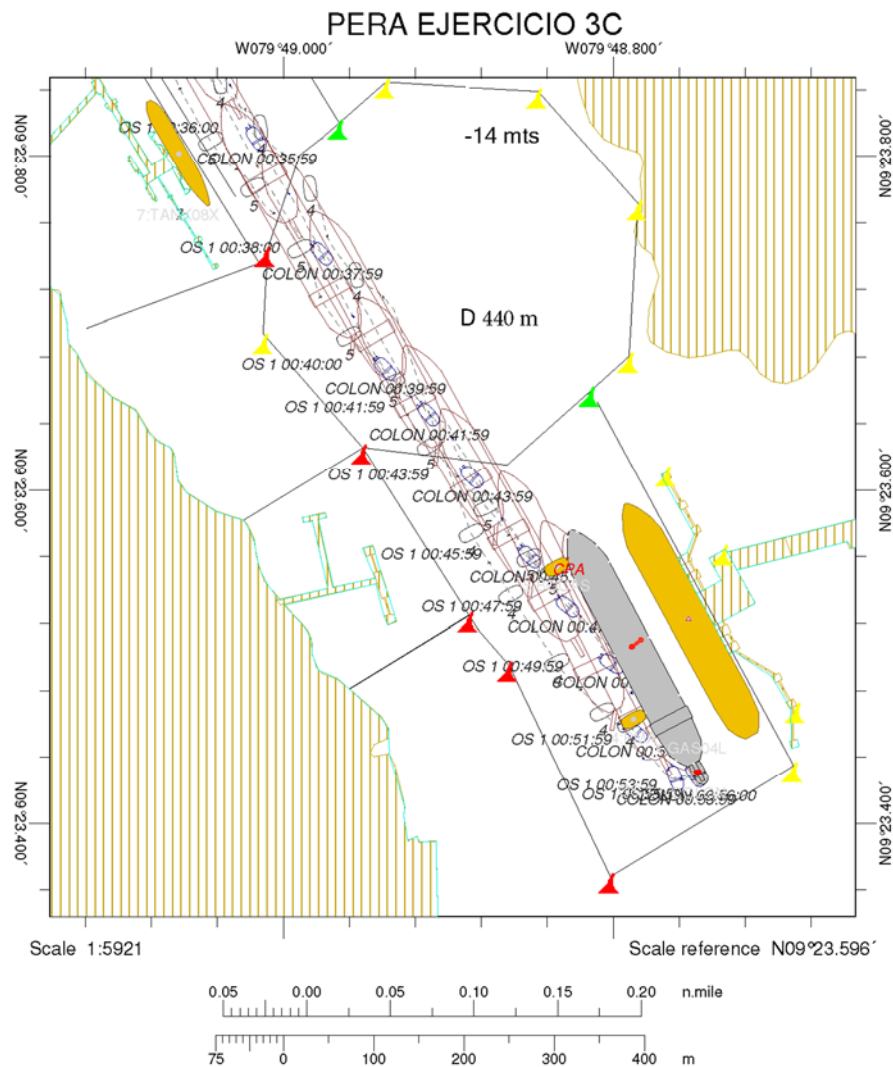 PERA EJERCICIO 3C
W079°49.000´ W079°48.800´
N09°23.800´ N09°23.800´
-14 mts
COLON 00:35:59
7:TANX08X
OS 1 00:38:00
COLON 00:37:59
D 440 m
OS 1 00:40:00
COLON 00:39:59
OS 1 00:41:59
COLON 00:41:59
OS 1 00:43:59
COLON 00:43:59
N09°23.600´ N09°23.600´
OS 1 00:45:59
CPA
OS 1 00:47:59
OS 1 00:49:59
OS 1 00:51:59
GAS04L
OS 1 00:53:59
N09°23.400´ N09°23.400´
Scale 1:5921 Scale reference N09°23.596´
0.05 0.00 0.05 0.10 0.15 0.20 n.mile
75 0 100 200 300 400 m